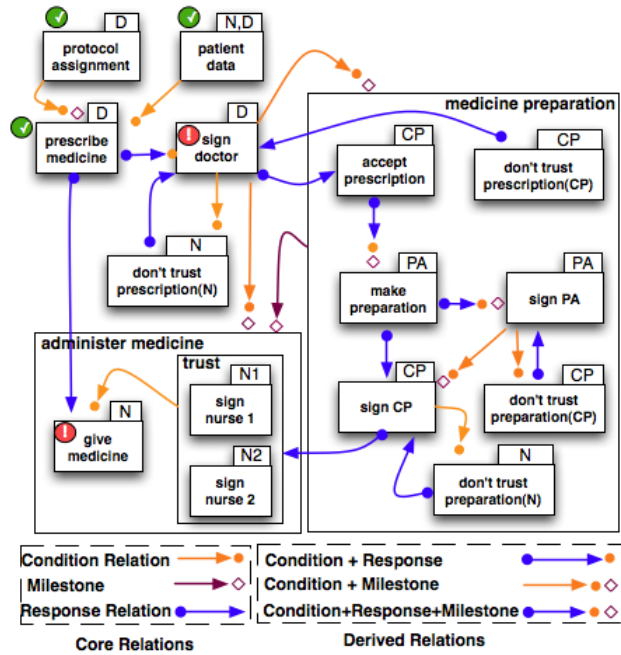 D
protocol
assignment
N,D
patient
data
D
prescribe
medicine
D
sign
doctor
medicine preparation
CP
accept
prescription
CP
don't trust
prescription(CP)
N
don't trust
prescription(N)
PA
make
preparation
PA
sign PA
administer medicine
trust
N1
sign
nurse 1
N
give
medicine
N2
sign
nurse 2
CP
sign CP
CP
don't trust
preparation(CP)
N
don't trust
preparation(N)
Condition Relation
Milestone
Response Relation
Condition + Response
Condition + Milestone
Condition+Response+Milestone
Core Relations
Derived Relations